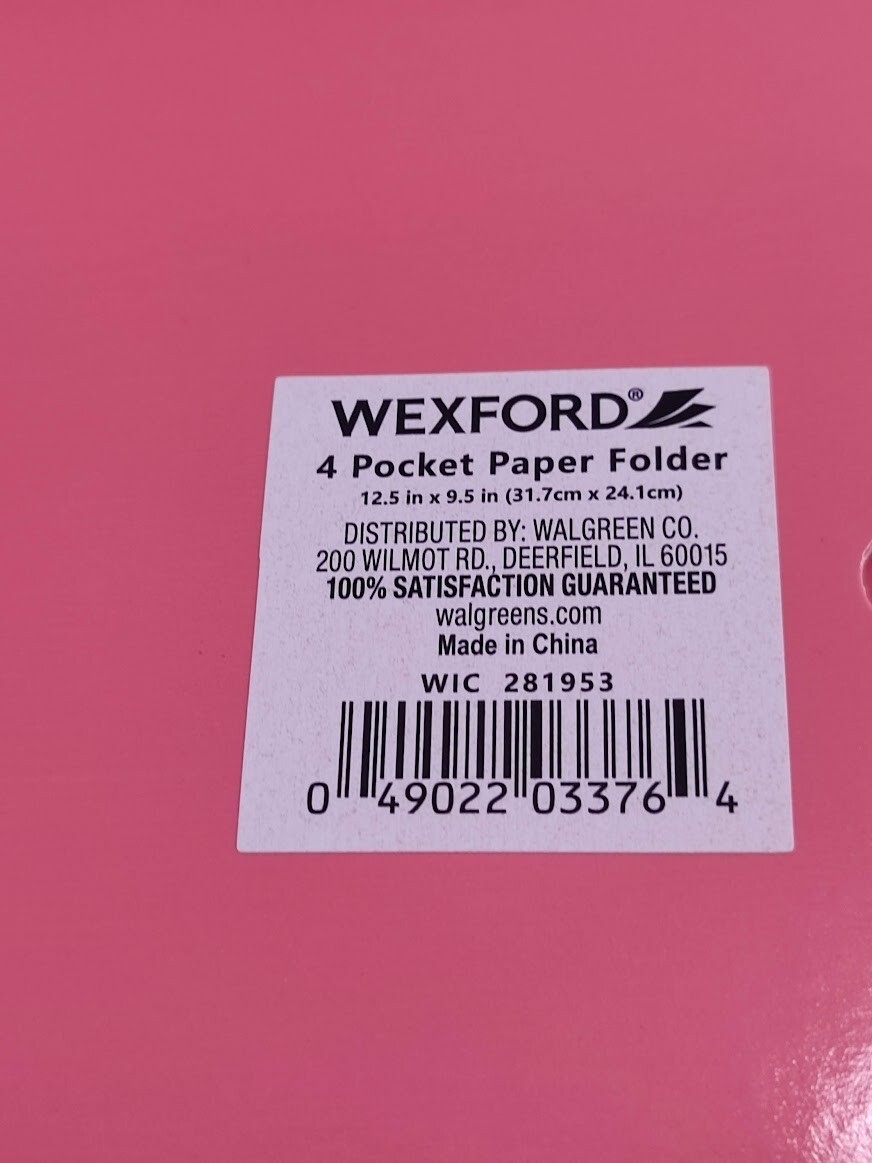 WEXFORD®
4 Pocket Paper Folder
12.5 in x 9.5 in (31.7cm x 24.1cm)
DISTRIBUTED BY: WALGREEN CO.
200 WILMOT RD., DEERFIELD, IL 60015
100% SATISFACTION GUARANTEED
walgreens.com
Made in China
WIC 281953
0 49022 03376 4